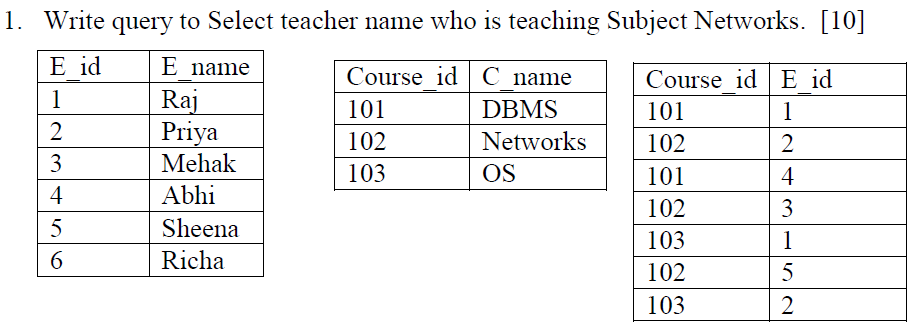 1. Write query to Select teacher name who is teaching Subject Networks. [10]
E_id E_name
1 Raj
2 Priya
3 Mehak
4 Abhi
5 Sheena
6 Richa
Course_id C_name
101 DBMS
102 Networks
103 OS
Course_id E_id
101 1
102 2
101 4
102 3
103 1
102 5
103 2